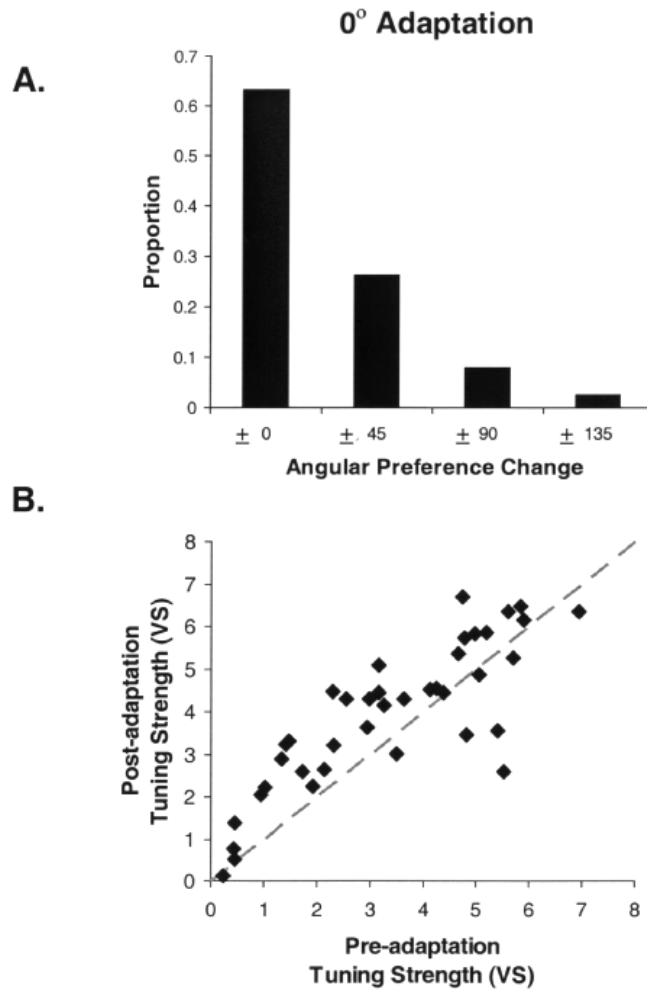 0° Adaptation
A.
0.7
0.6
0.5
0.4
0.3
0.2
0.1
0
Proportion
± 0
± 45
± 90
± 135
Angular Preference Change
B.
8
7
6
5
4
3
2
1
0
Post-adaptation
Tuning Strength (VS)
0 1 2 3 4 5 6 7 8
Pre-adaptation
Tuning Strength (VS)